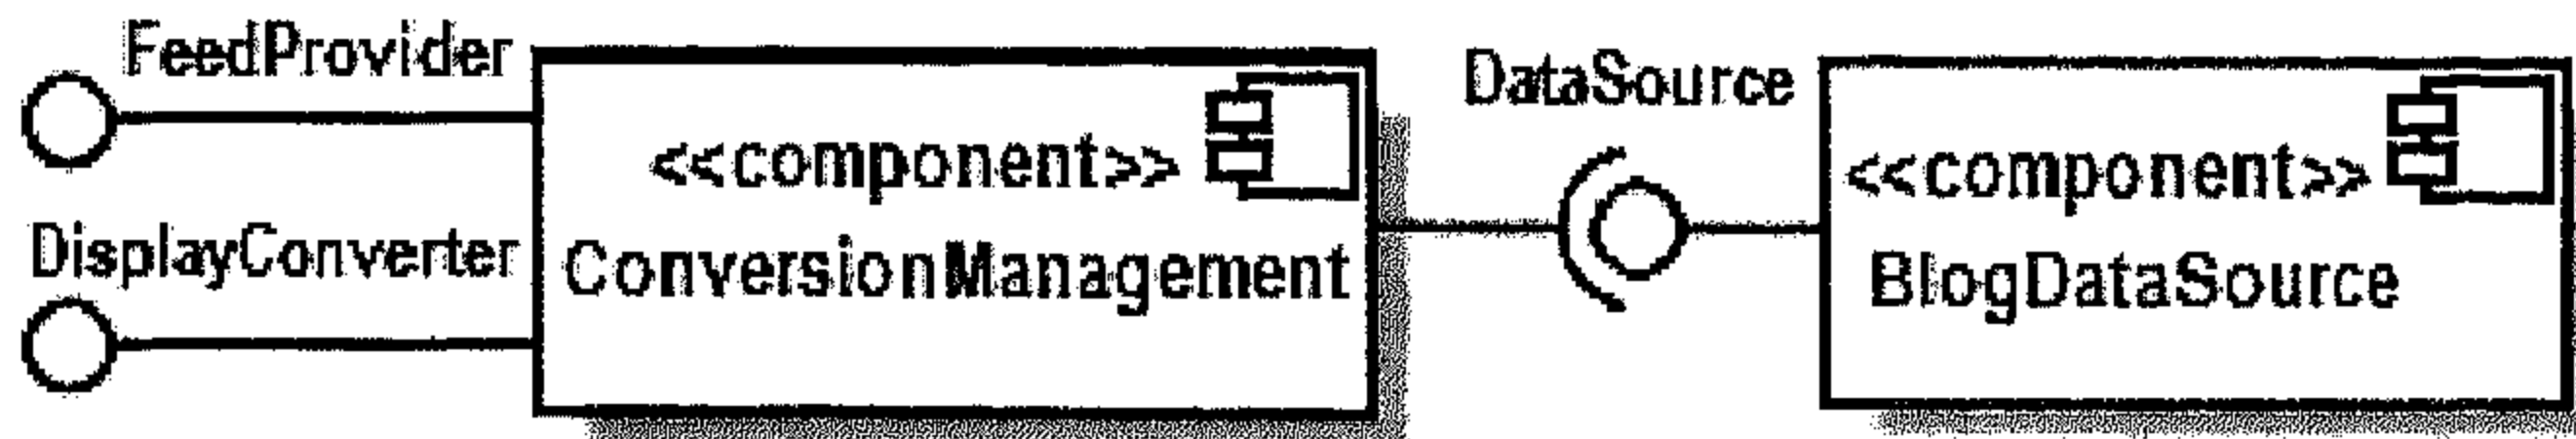 FeedProvider
DisplayConverter
<<component>>
ConversionManagement
DataSource
<<component>>
BlogDataSource